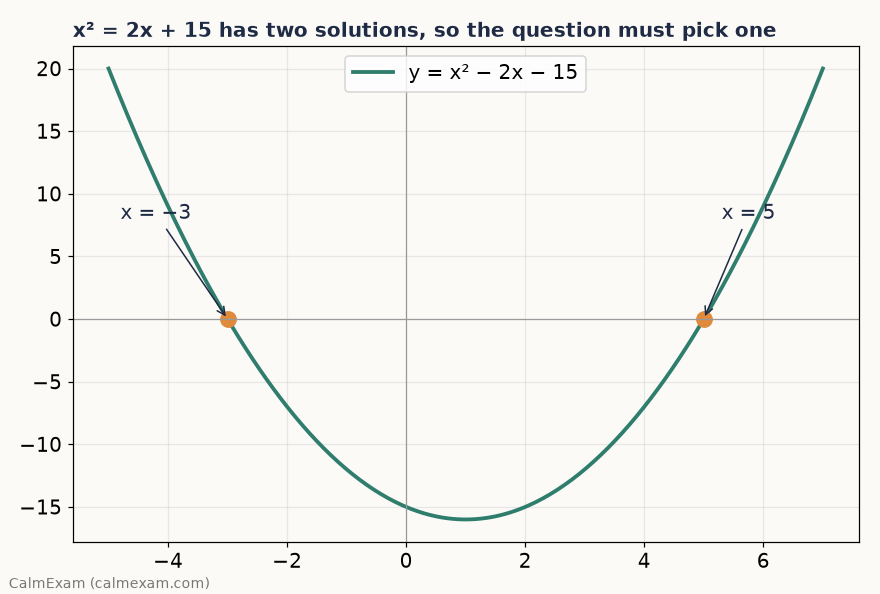 x² = 2x + 15 has two solutions, so the question must pick one
y = x² − 2x − 15
20
15
10
5
0
−5
−10
−15
x = −3
x = 5
−4
−2
0
2
4
6
CalmExam (calmexam.com)